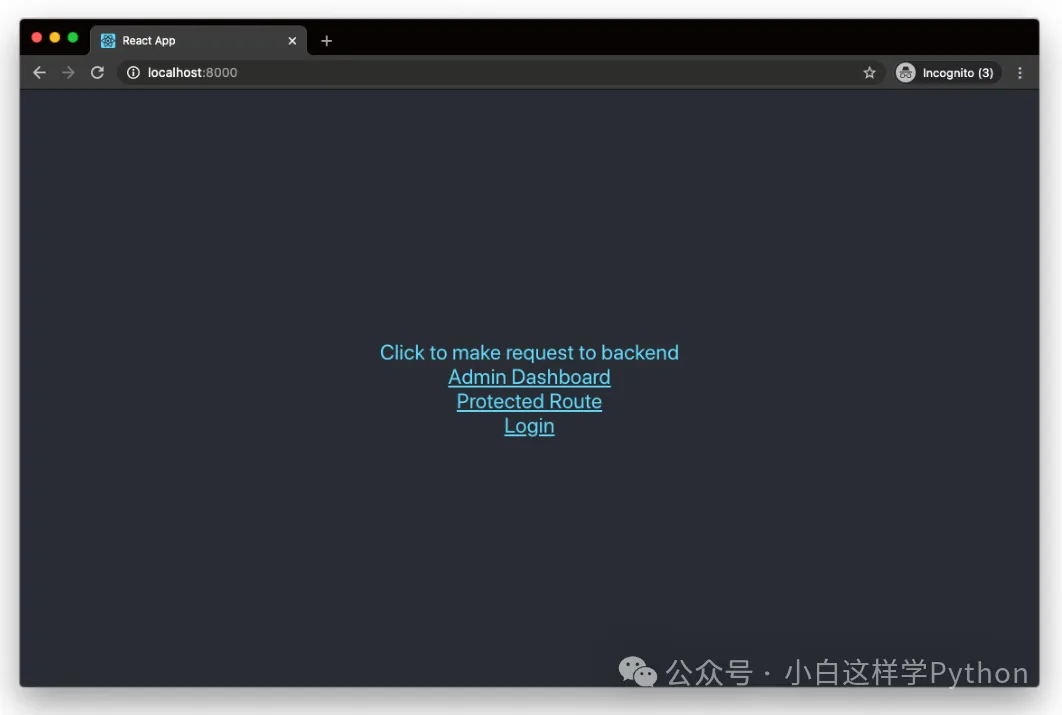 React App
localhost:8000
Incognito (3)
Click to make request to backend
Admin Dashboard
Protected Route
Login
公众号 · 小白这样学Python